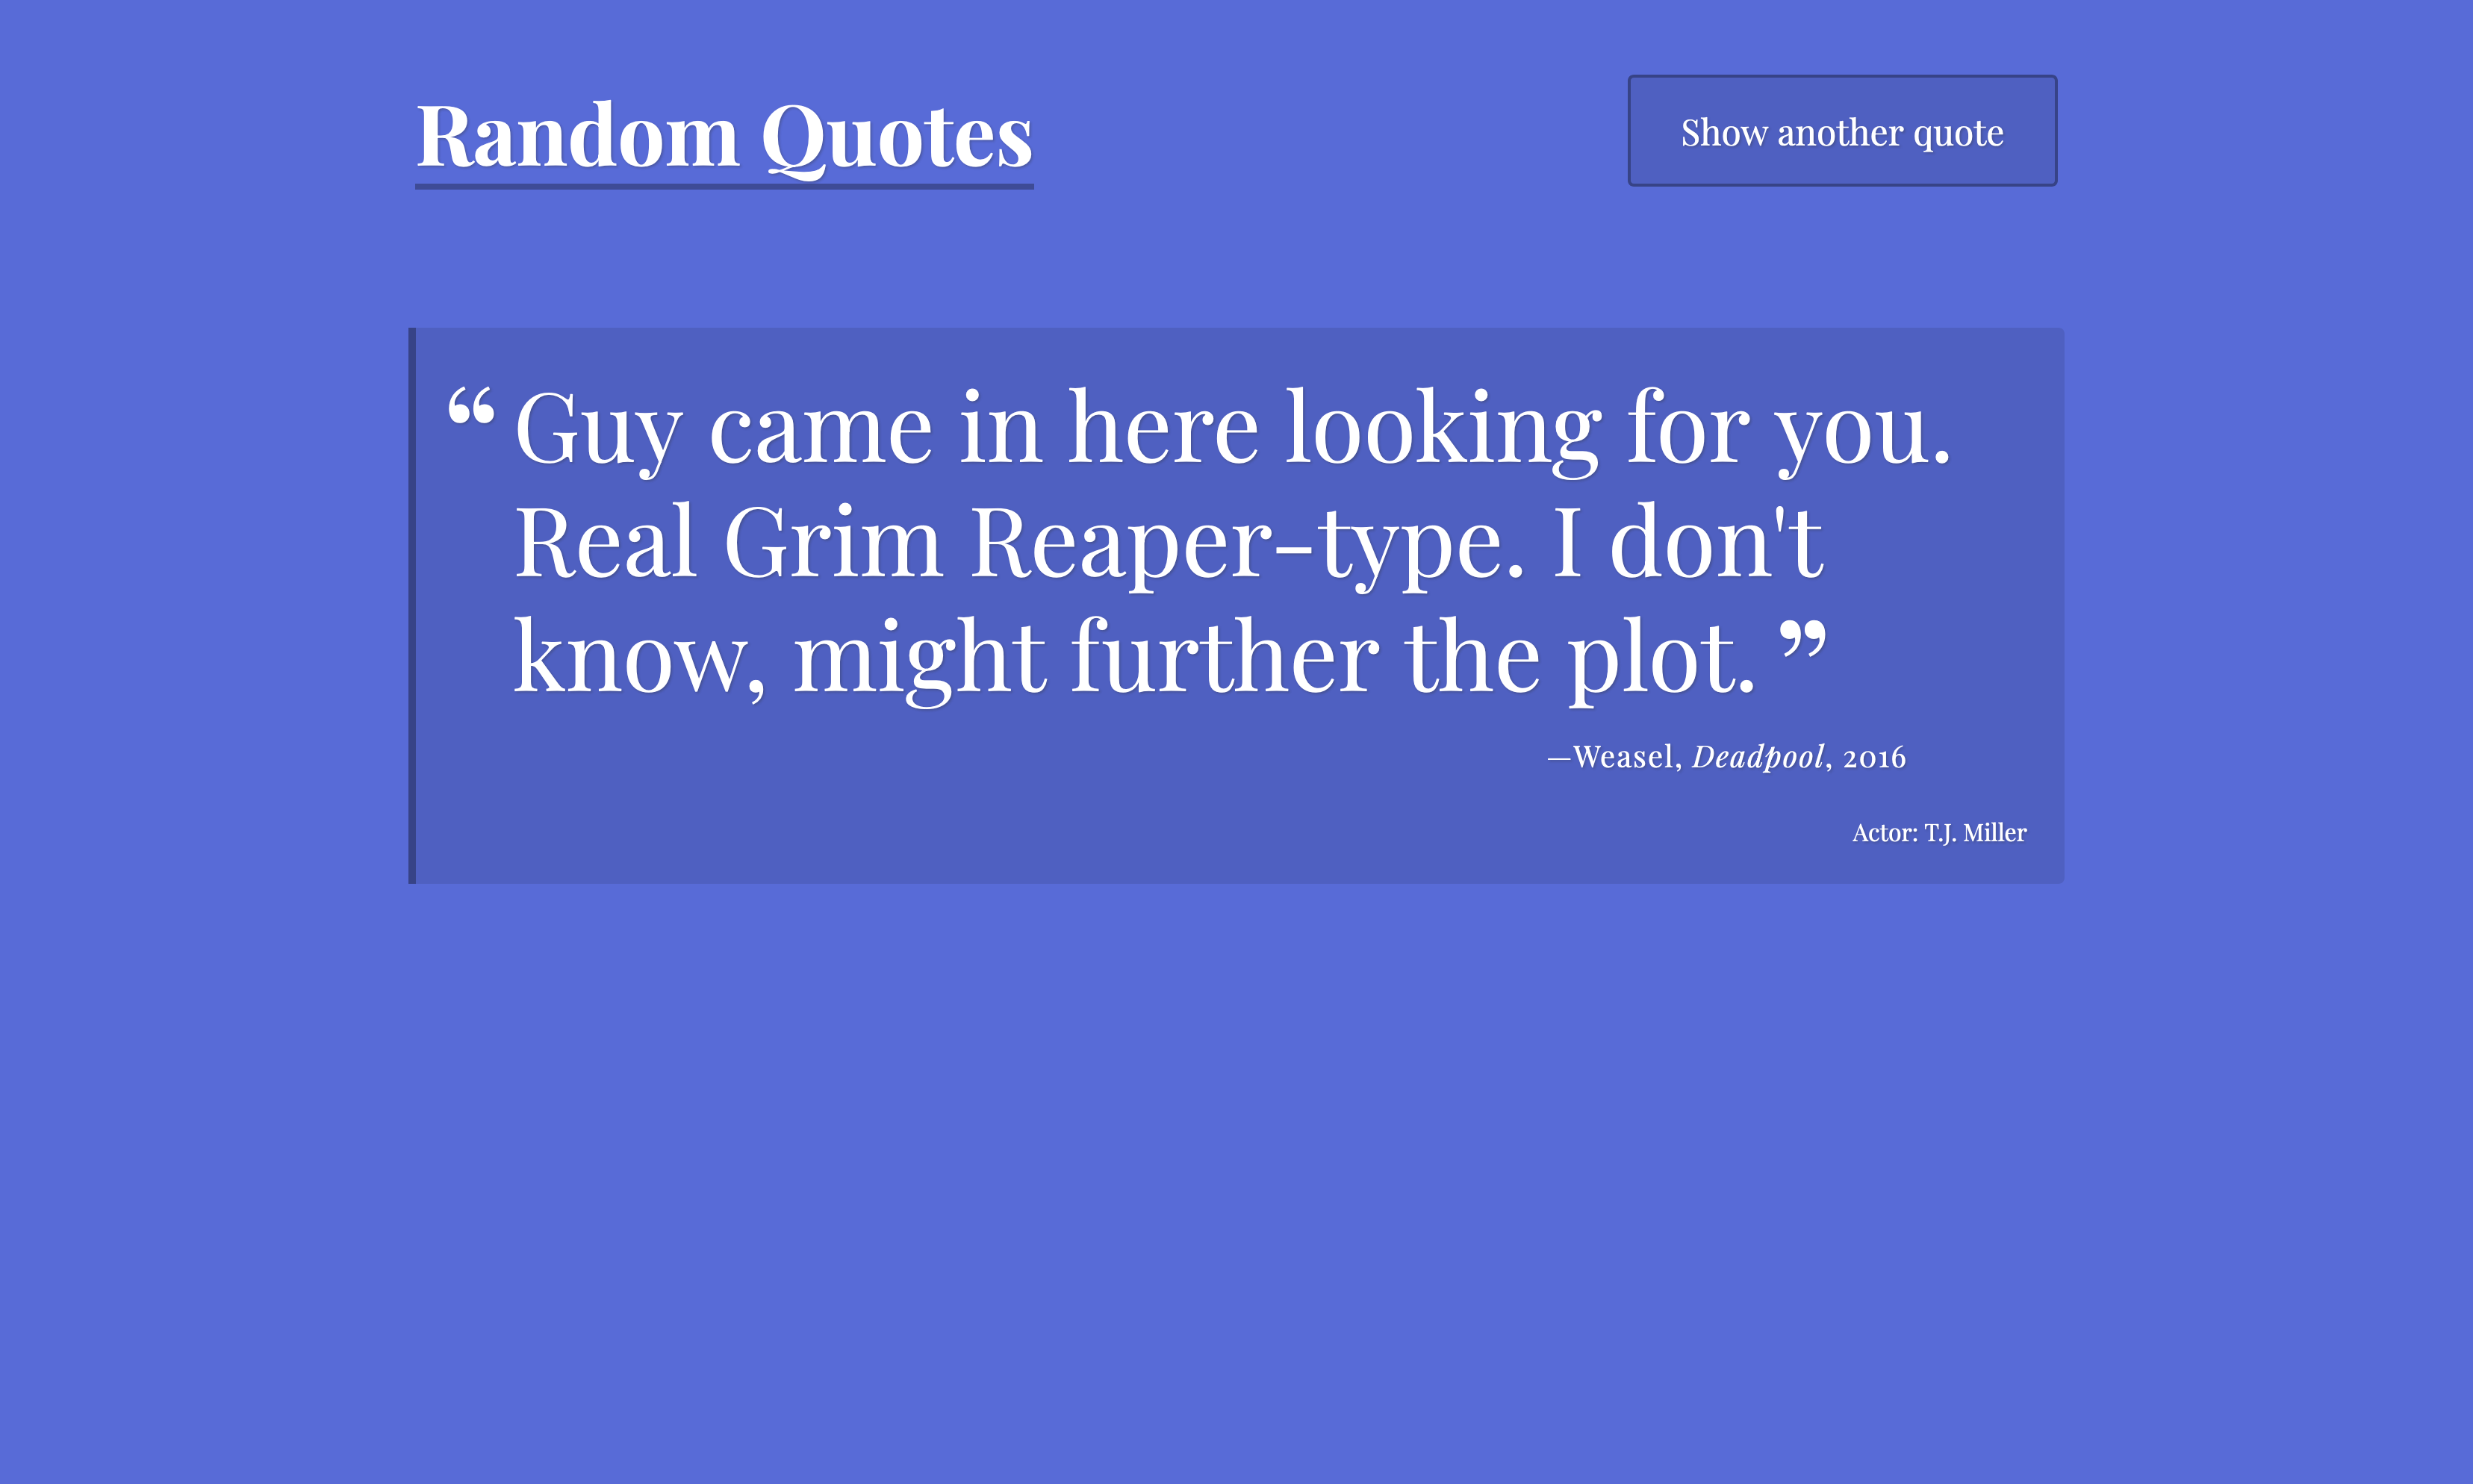 Random Quotes
Show another quote
“Guy came in here looking for you.
Real Grim Reaper-type. I don't
know, might further the plot.”
—Weasel, Deadpool, 2016
Actor: T.J. Miller